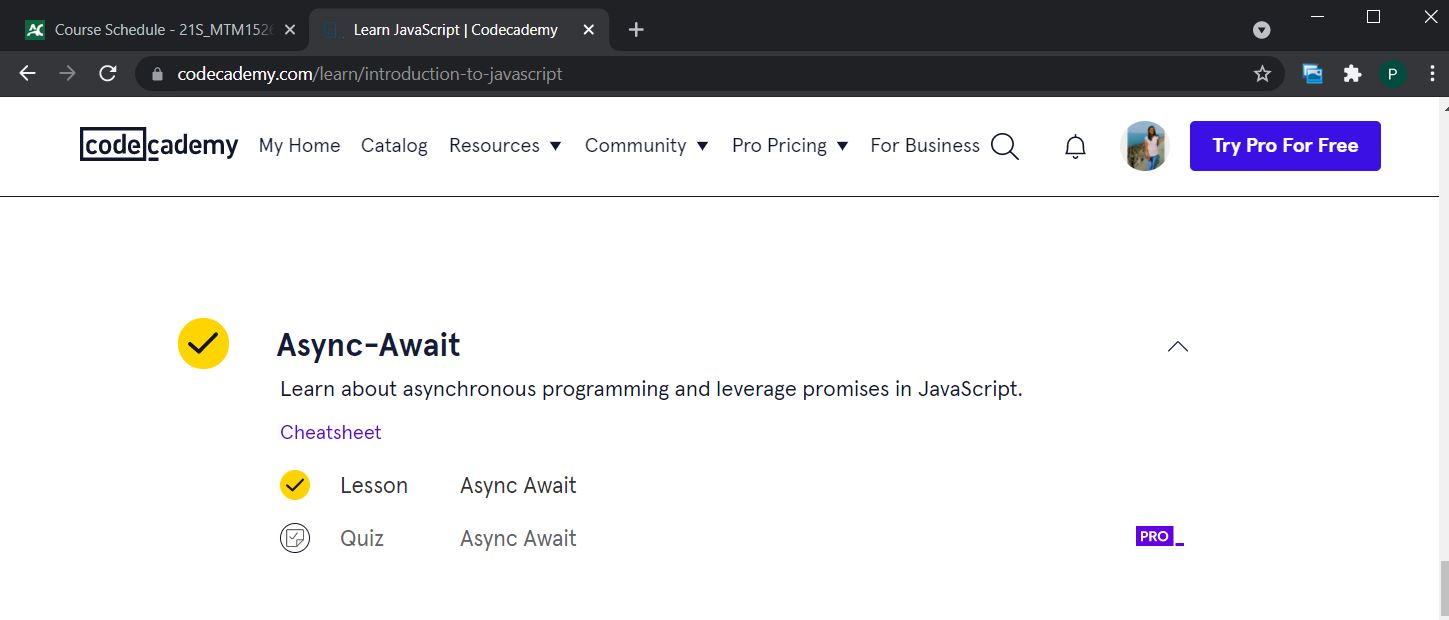 Course Schedule - 21S_MTM1526
Learn JavaScript | Codecademy
codecademy.com/learn/introduction-to-javascript
P
codecademy My Home Catalog Resources Community Pro Pricing For Business Try Pro For Free
Async-Await
Learn about asynchronous programming and leverage promises in JavaScript.
Cheatsheet
Lesson Async Await
Quiz Async Await PRO